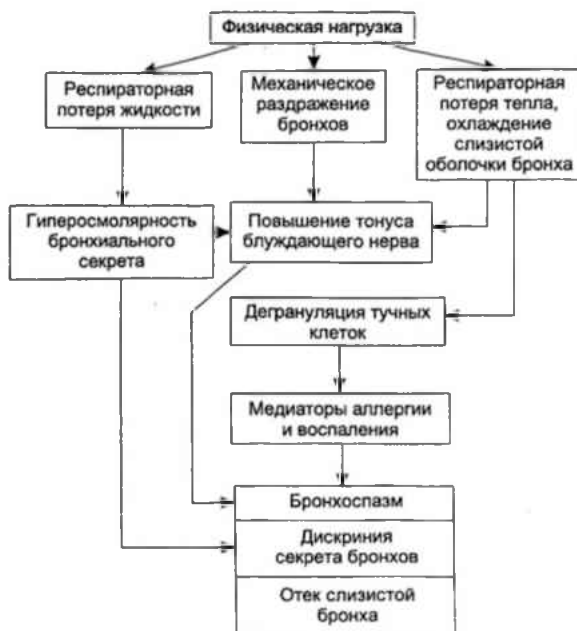 Физическая нагрузка
Респираторная
потеря жидкости
Механическое
раздражение
бронхов
Респираторная
потеря тепла,
охлаждение
слизистой
оболочки бронха
Гиперосмолярность
бронхиального
секрета
Повышение тонуса
блуждающего нерва
Дегрануляция тучных
клеток
Медиаторы аллергии
и воспаления
Бронхоспазм
Дискриния
секрета бронхов
Отек слизистой
бронха